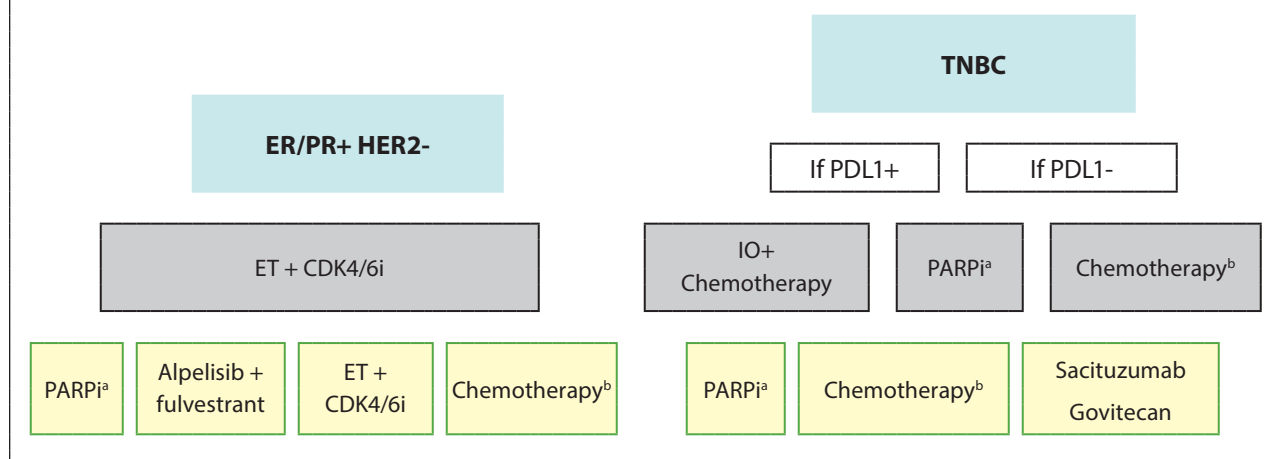 TNBC
ER/PR+ HER2-
If PDL1+
If PDL1-
ET + CDK4/6i
IO+
Chemotherapy
PARPiᵃ
Chemotherapyᵇ
PARPiᵃ
Alpelisib +
fulvestrant
ET +
CDK4/6i
Chemotherapyᵇ
PARPiᵃ
Chemotherapyᵇ
Sacituzumab
Govitecan